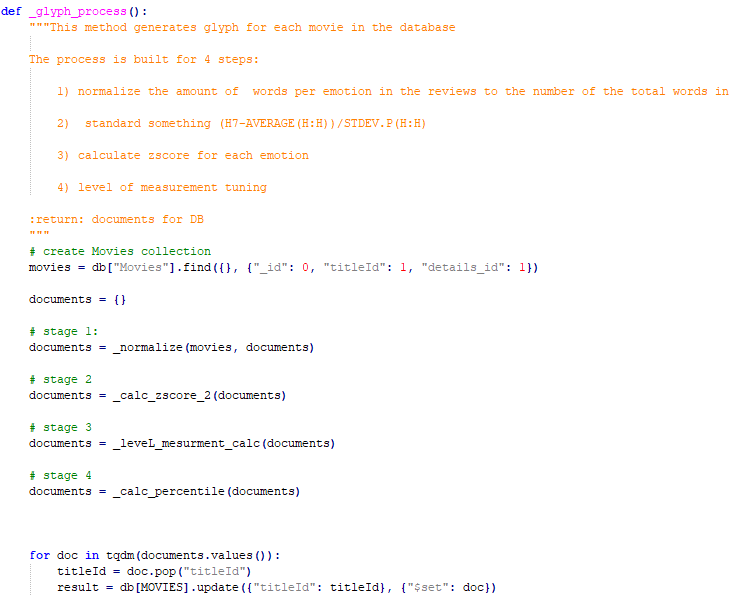 def _glyph_process():
    """This method generates glyph for each movie in the database
    The process is built for 4 steps:
        1) normalize the amount of  words per emotion in the reviews to the number of the total words in
        2)  standard something (H7-AVERAGE(H:H))/STDEV.P(H:H)
        3) calculate zscore for each emotion
        4) level of measurement tuning
    :return: documents for DB
    """
    # create Movies collection
    movies = db["Movies"].find({}, {"_id": 0, "titleId": 1, "details_id": 1})
    documents = {}
    # stage 1:
    documents = _normalize(movies, documents)
    # stage 2
    documents = _calc_zscore_2(documents)
    # stage 3
    documents = _leveL_mesurment_calc(documents)
    # stage 4
    documents = _calc_percentile(documents)
    for doc in tqdm(documents.values()):
        titleId = doc.pop("titleId")
        result = db[MOVIES].update({"titleId": titleId}, {"$set": doc})